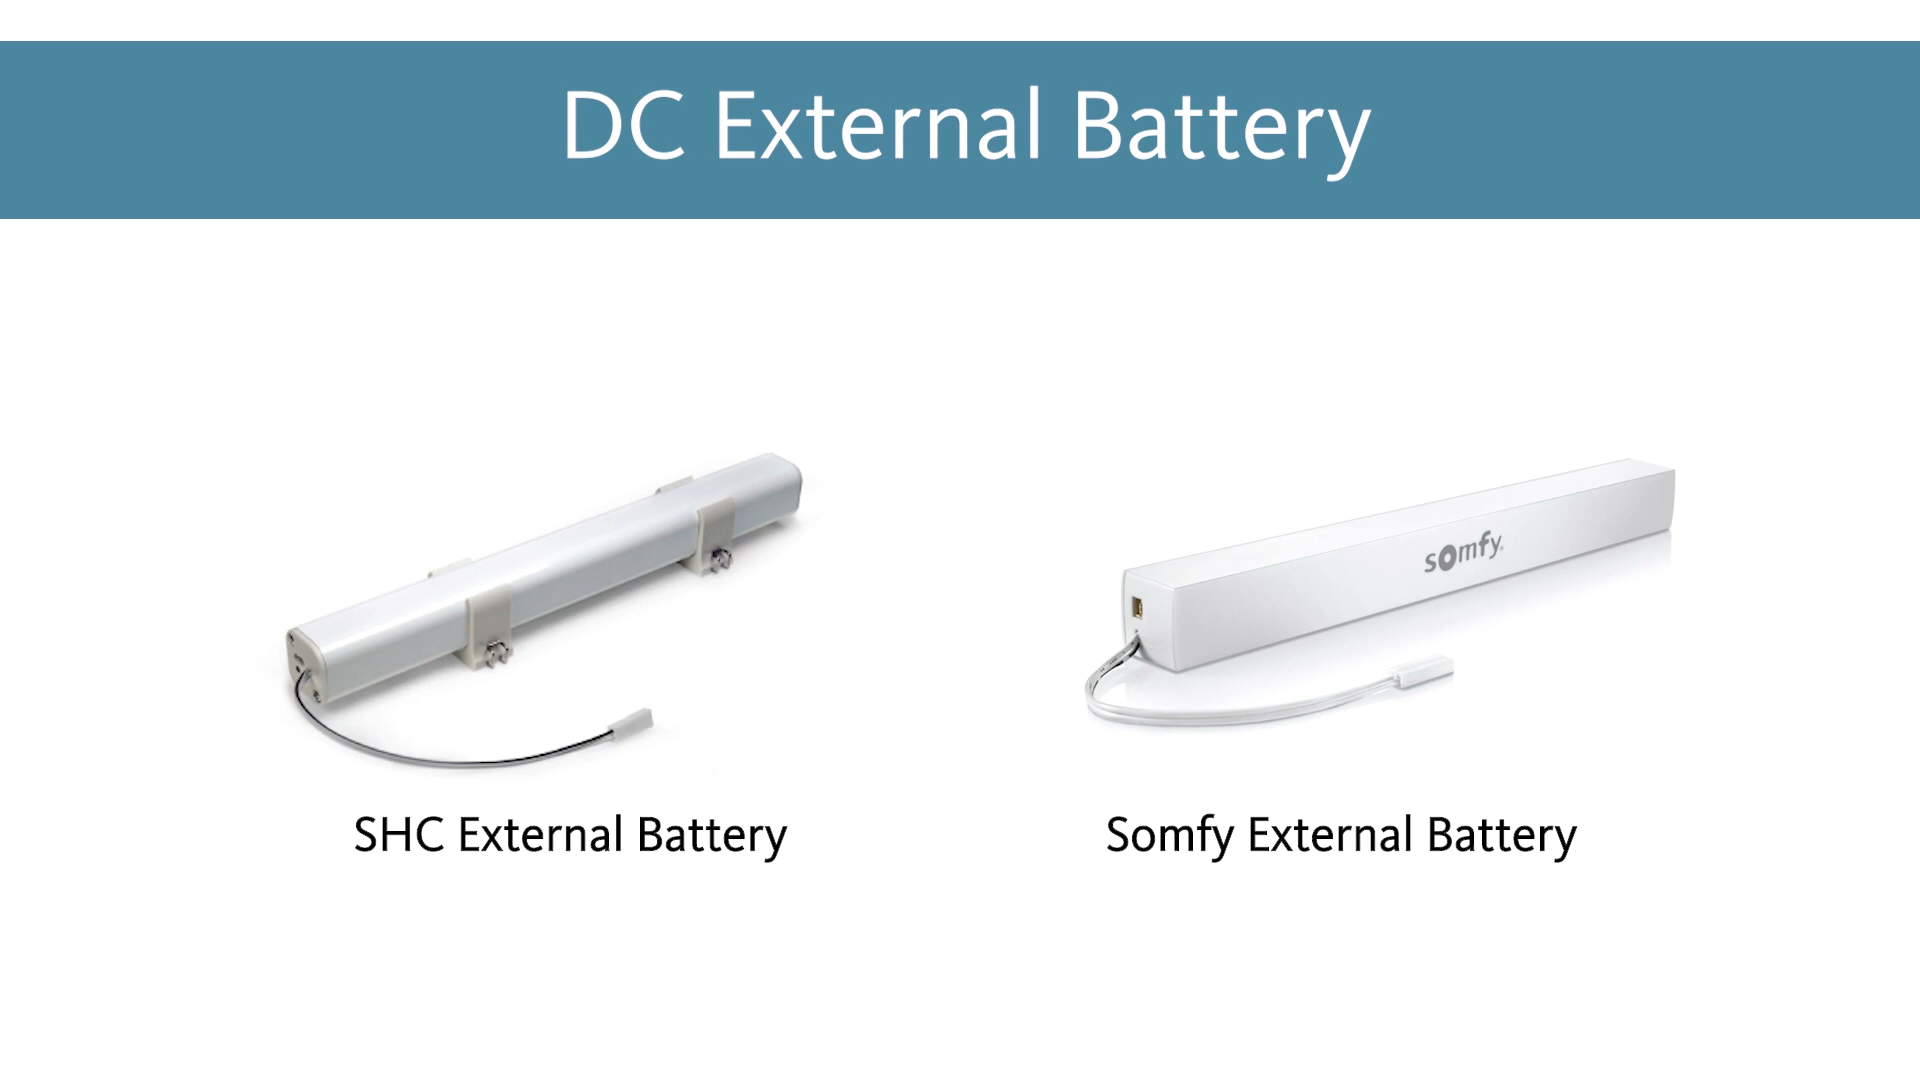 DC External Battery
somfy.
SHC External Battery
Somfy External Battery